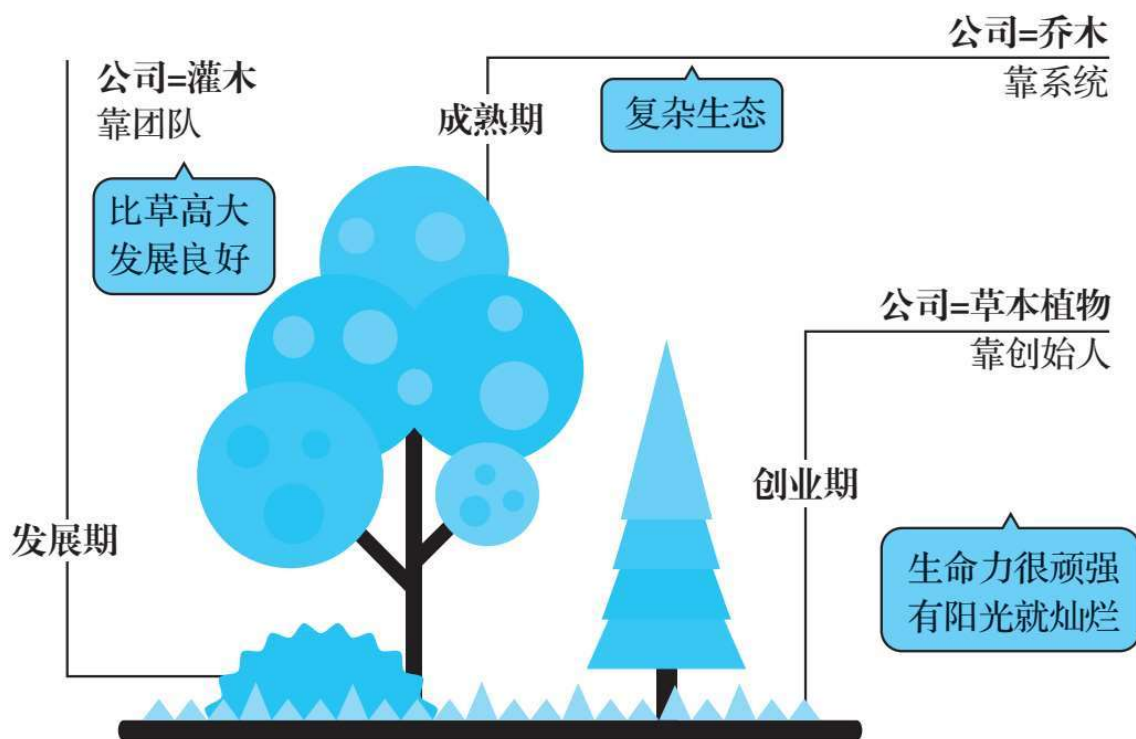 公司=灌木
靠团队
比草高大
发展良好
发展期
公司=乔木
靠系统
成熟期
复杂生态
公司=草本植物
靠创始人
创业期
生命力很顽强
有阳光就灿烂